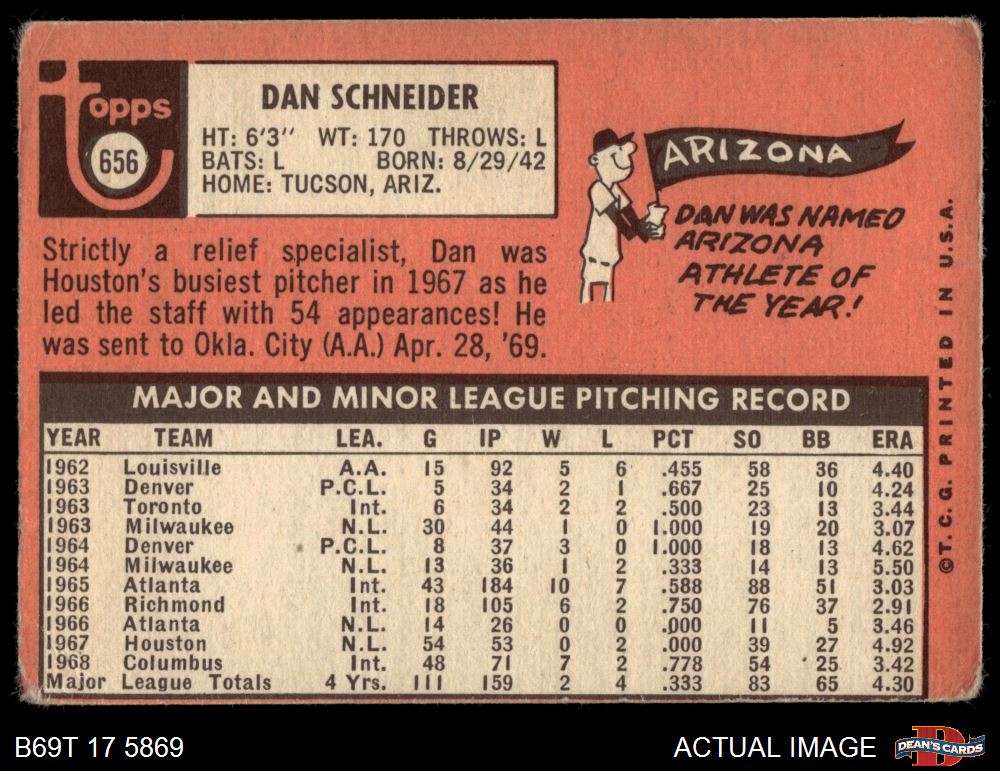 Topps
656
DAN SCHNEIDER
HT: 6'3" WT: 170 THROWS: L
BATS: L BORN: 8/29/42
HOME: TUCSON, ARIZ.
ARIZONA
DAN WAS NAMED
ARIZONA
ATHLETE OF
THE YEAR!
Strictly a relief specialist, Dan was
Houston's busiest pitcher in 1967 as he
led the staff with 54 appearances! He
was sent to Okla. City (A.A.) Apr. 28, '69.
MAJOR AND MINOR LEAGUE PITCHING RECORD
YEAR TEAM LEA. G IP W L PCT SO BB ERA
1962 Louisville A.A. 15 92 5 6 .455 58 36 4.40
1963 Denver P.C.L. 5 34 2 1 .667 25 10 4.24
1963 Toronto Int. 6 34 2 2 .500 23 13 3.44
1963 Milwaukee N.L. 30 44 1 0 1.000 19 20 3.07
1964 Denver P.C.L. 8 37 3 0 1.000 18 13 4.62
1964 Milwaukee N.L. 13 36 1 2 .333 14 13 5.50
1965 Atlanta Int. 43 184 10 7 .588 88 51 3.03
1966 Richmond Int. 18 105 6 2 .750 76 37 2.91
1966 Atlanta N.L. 14 26 0 0 .000 11 5 3.46
1967 Houston N.L. 54 53 0 2 .000 39 27 4.92
1968 Columbus Int. 48 71 7 2 .778 54 25 3.42
Major League Totals 4 Yrs. 111 159 2 4 .333 83 65 4.30
©T. C. G. PRINTED IN U.S.A.
B69T 17 5869
ACTUAL IMAGE
DEAN'S CARDS